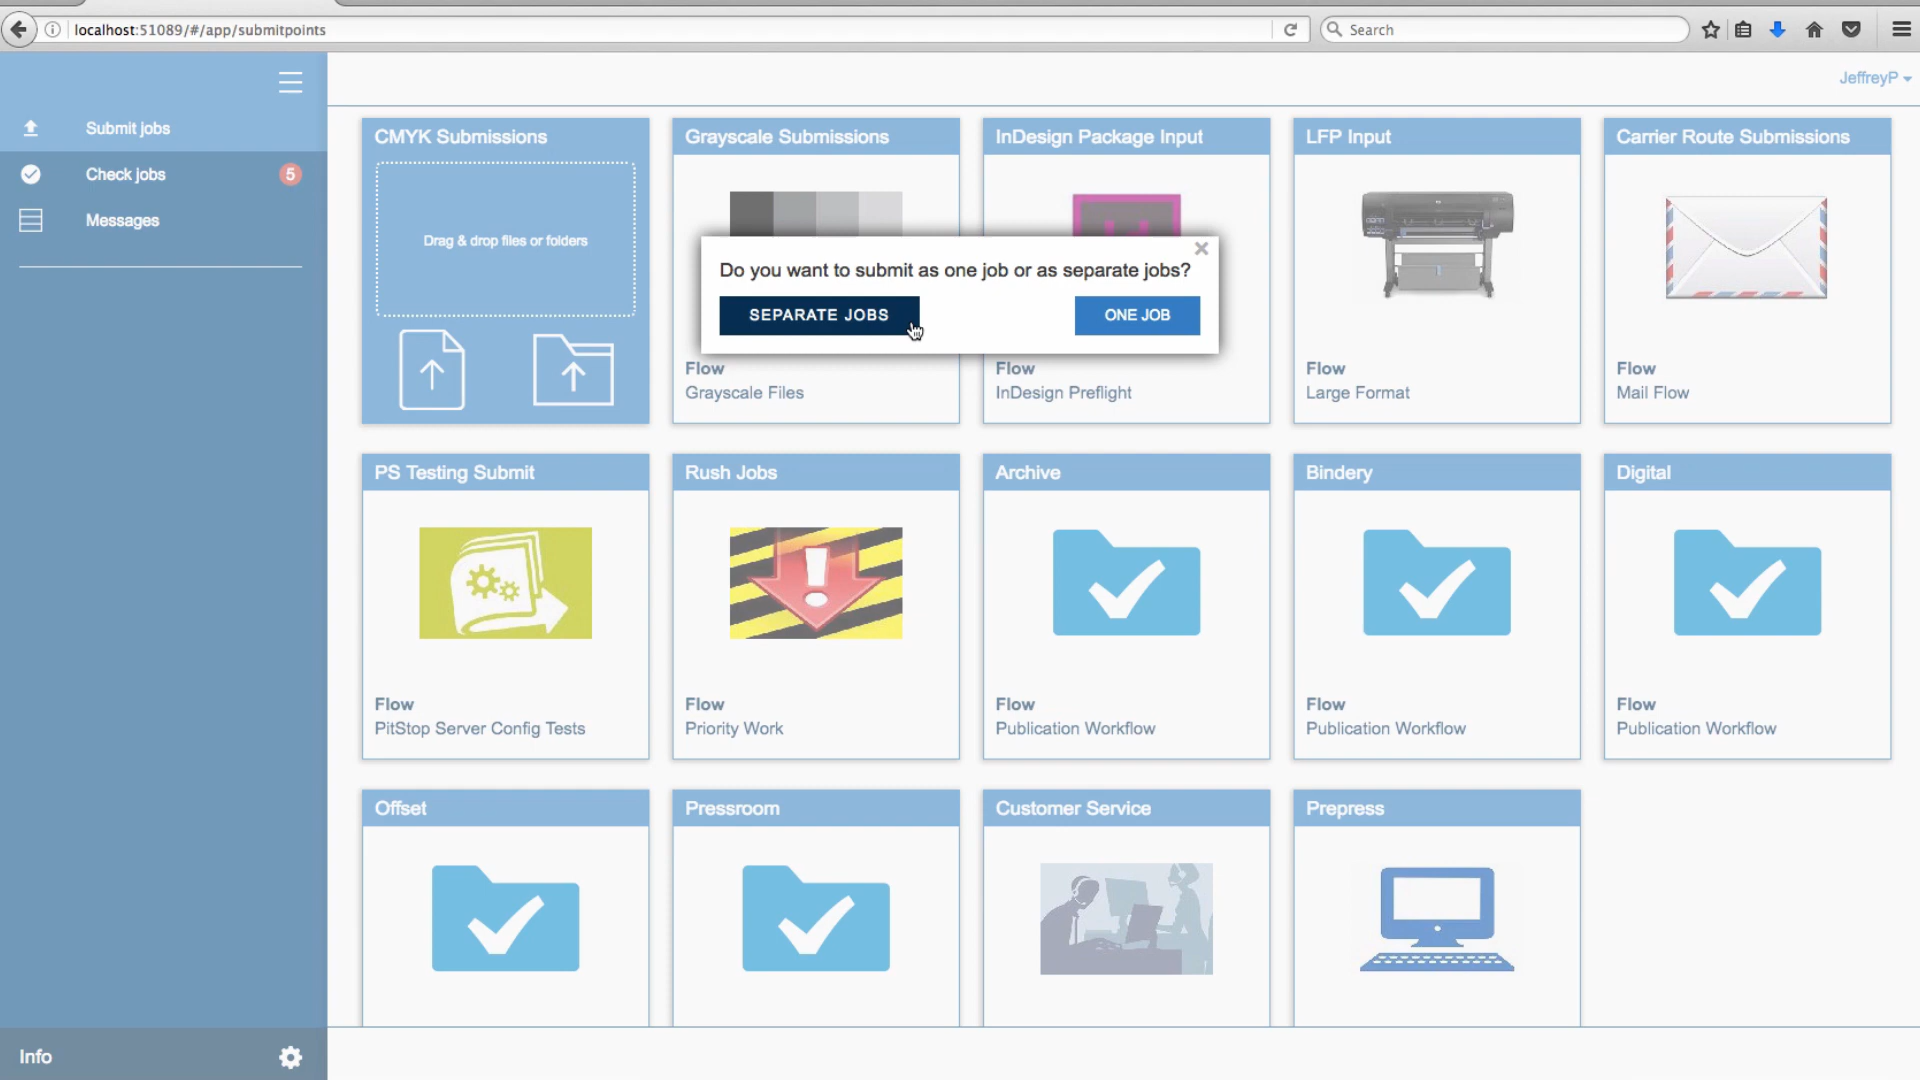 localhost:51089/#/app/submitpoints
Search
JeffreyP
Submit jobs
Check jobs
5
Messages
CMYK Submissions
Drag & drop files or folders
Grayscale Submissions
InDesign Package Input
LFP Input
Carrier Route Submissions
Do you want to submit as one job or as separate jobs?
SEPARATE JOBS
ONE JOB
Flow
Grayscale Files
Flow
InDesign Preflight
Flow
Large Format
Flow
Mail Flow
PS Testing Submit
Rush Jobs
Archive
Bindery
Digital
Flow
PitStop Server Config Tests
Flow
Priority Work
Flow
Publication Workflow
Flow
Publication Workflow
Flow
Publication Workflow
Offset
Pressroom
Customer Service
Prepress
Info